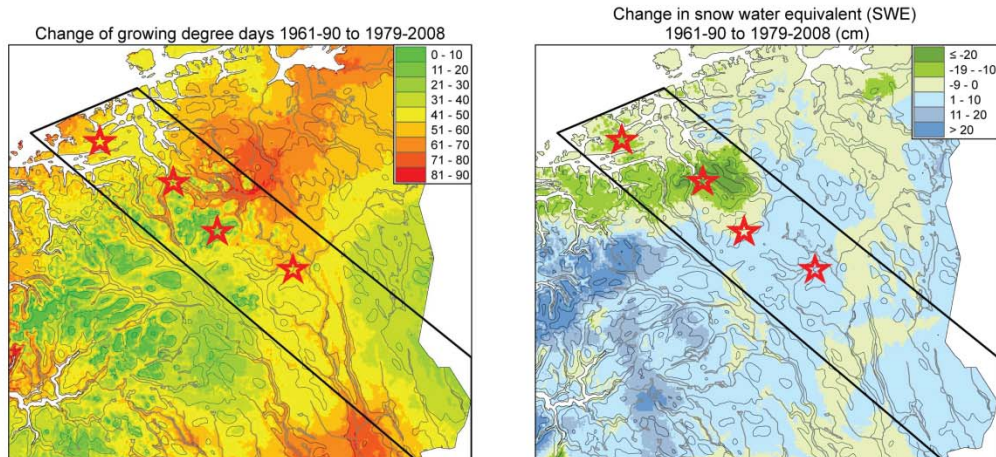 Change of growing degree days 1961-90 to 1979-2008
0 - 10
11 - 20
21 - 30
31 - 40
41 - 50
51 - 60
61 - 70
71 - 80
81 - 90
Change in snow water equivalent (SWE)
1961-90 to 1979-2008 (cm)
≤ -20
-19 - -10
-9 - 0
1 - 10
11 - 20
> 20